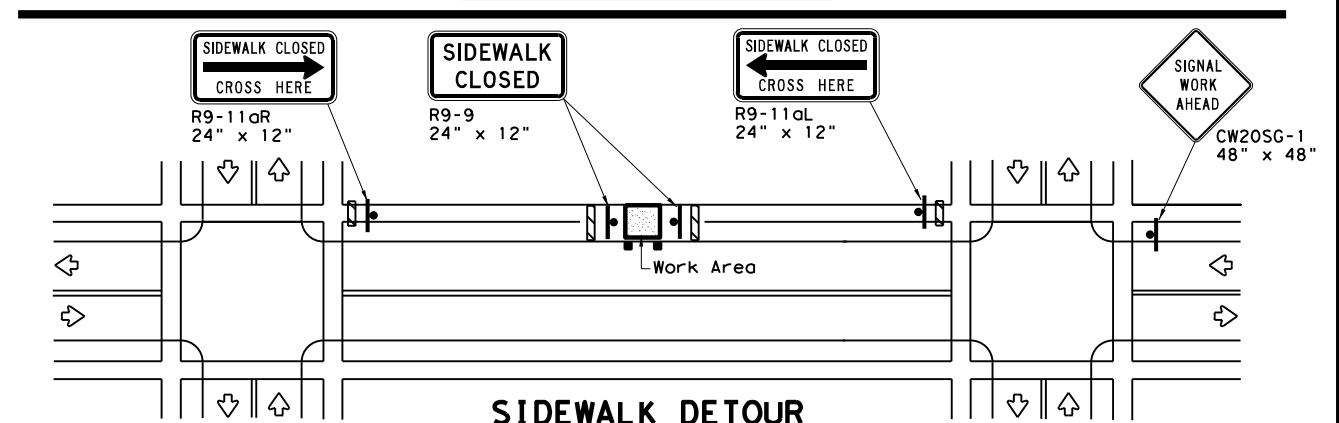 SIDEWALK CLOSED
CROSS HERE
R9-11aR
24" x 12"
SIDEWALK
CLOSED
R9-9
24" x 12"
SIDEWALK CLOSED
CROSS HERE
R9-11aL
24" x 12"
SIGNAL
WORK
AHEAD
CW20SG-1
48" x 48"
Work Area
SIDEWALK DETOUR